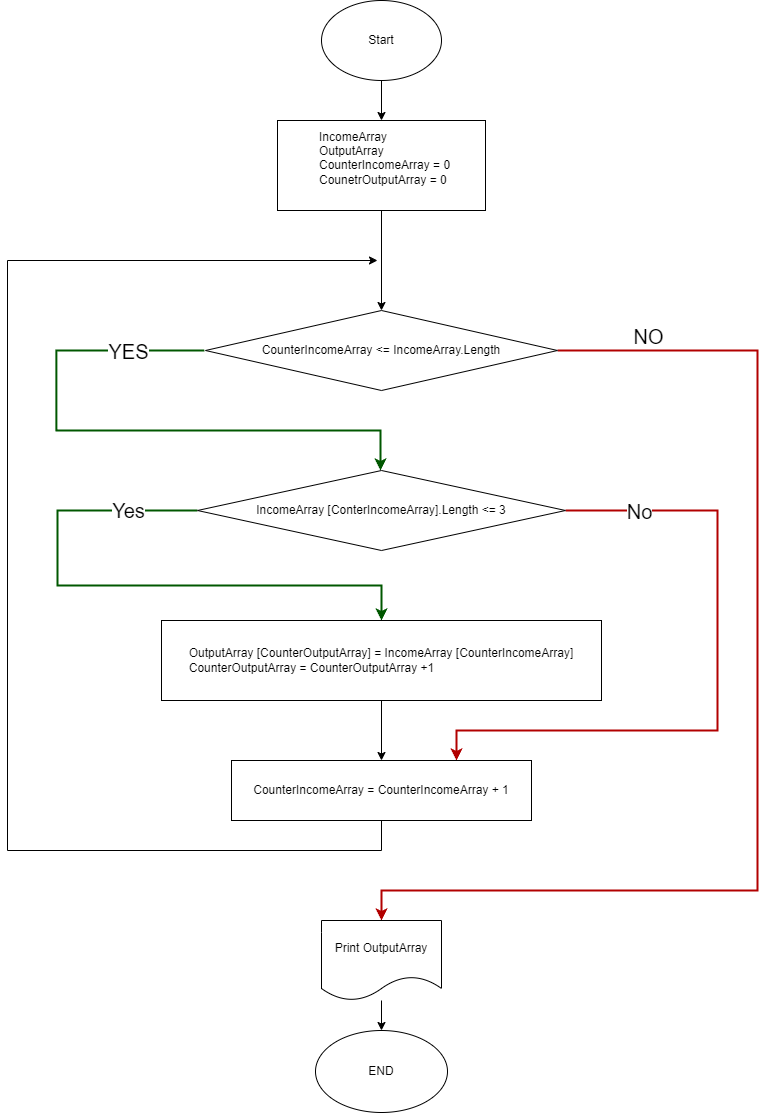 Start
IncomeArray
OutputArray
CounterIncomeArray = 0
CounetrOutputArray = 0
CounterIncomeArray <= IncomeArray.Length
YES
NO
IncomeArray [ConterIncomeArray].Length <= 3
Yes
No
OutputArray [CounterOutputArray] = IncomeArray [CounterIncomeArray]
CounterOutputArray = CounterOutputArray +1
CounterIncomeArray = CounterIncomeArray + 1
Print OutputArray
END